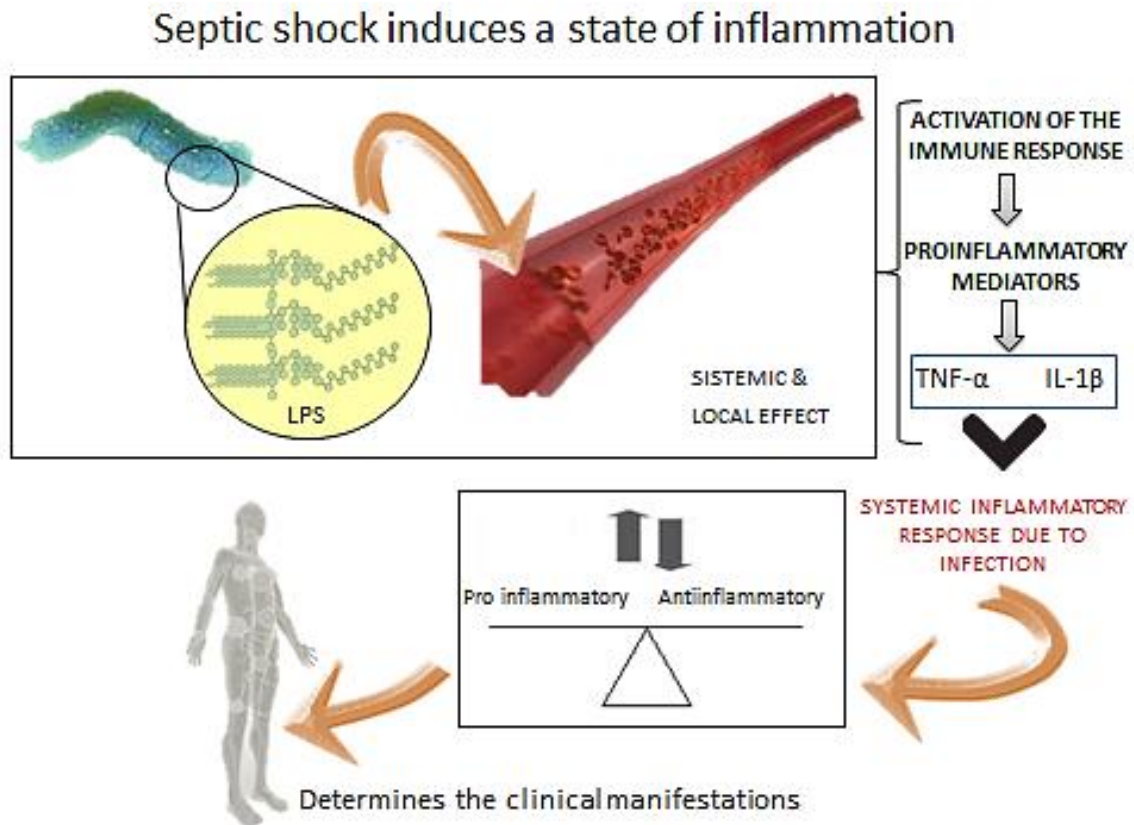 Septic shock induces a state of inflammation
LPS
SISTEMIC &
LOCAL EFFECT
ACTIVATION OF THE
IMMUNE RESPONSE
PROINFLAMMATORY
MEDIATORS
TNF-α IL-1β
SYSTEMIC INFLAMMATORY
RESPONSE DUE TO
INFECTION
Pro inflammatory Antiinflammatory
Determines the clinical manifestations